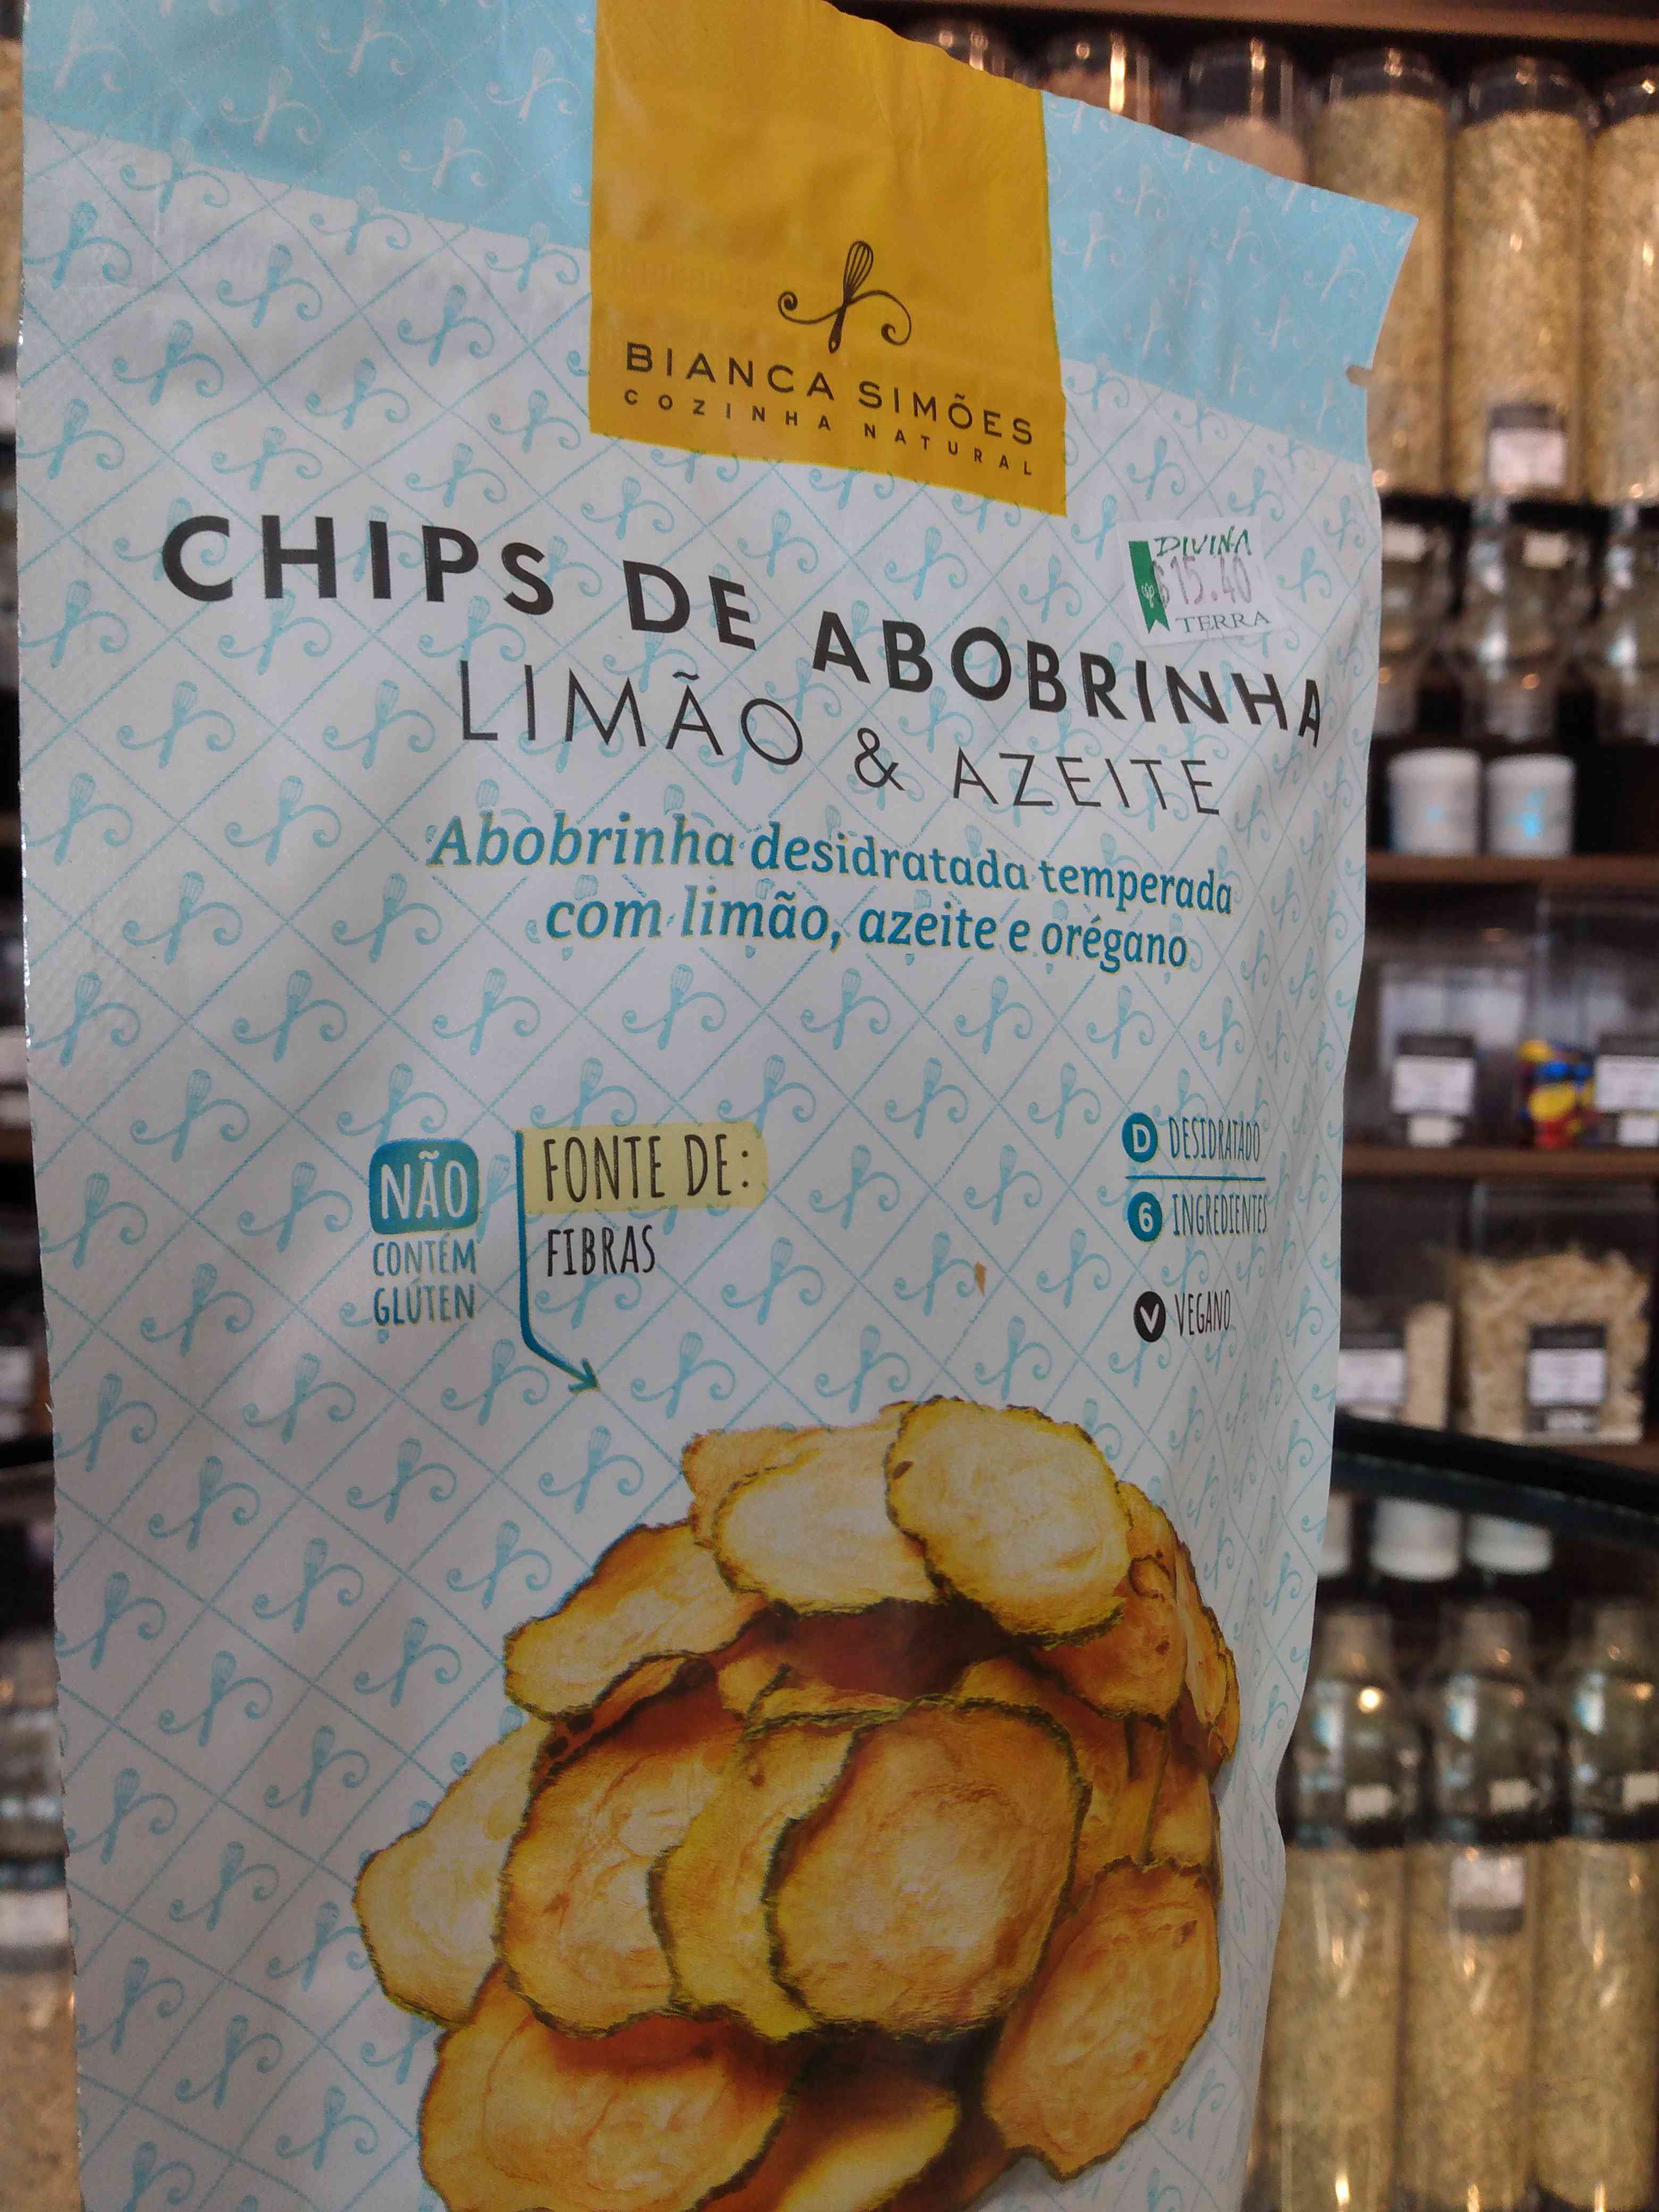 BIANCA SIMÕES
COZINHA NATURAL
CHIPS DE ABOBRINHA
LIMÃO & AZEITE
DIVINA
$15.40
TERRA
Abobrinha desidratada temperada
com limão, azeite e orégano
NÃO
CONTÉM
GLÚTEN
FONTE DE:
FIBRAS
D DESIDRATADO
6 INGREDIENTES
V VEGANO